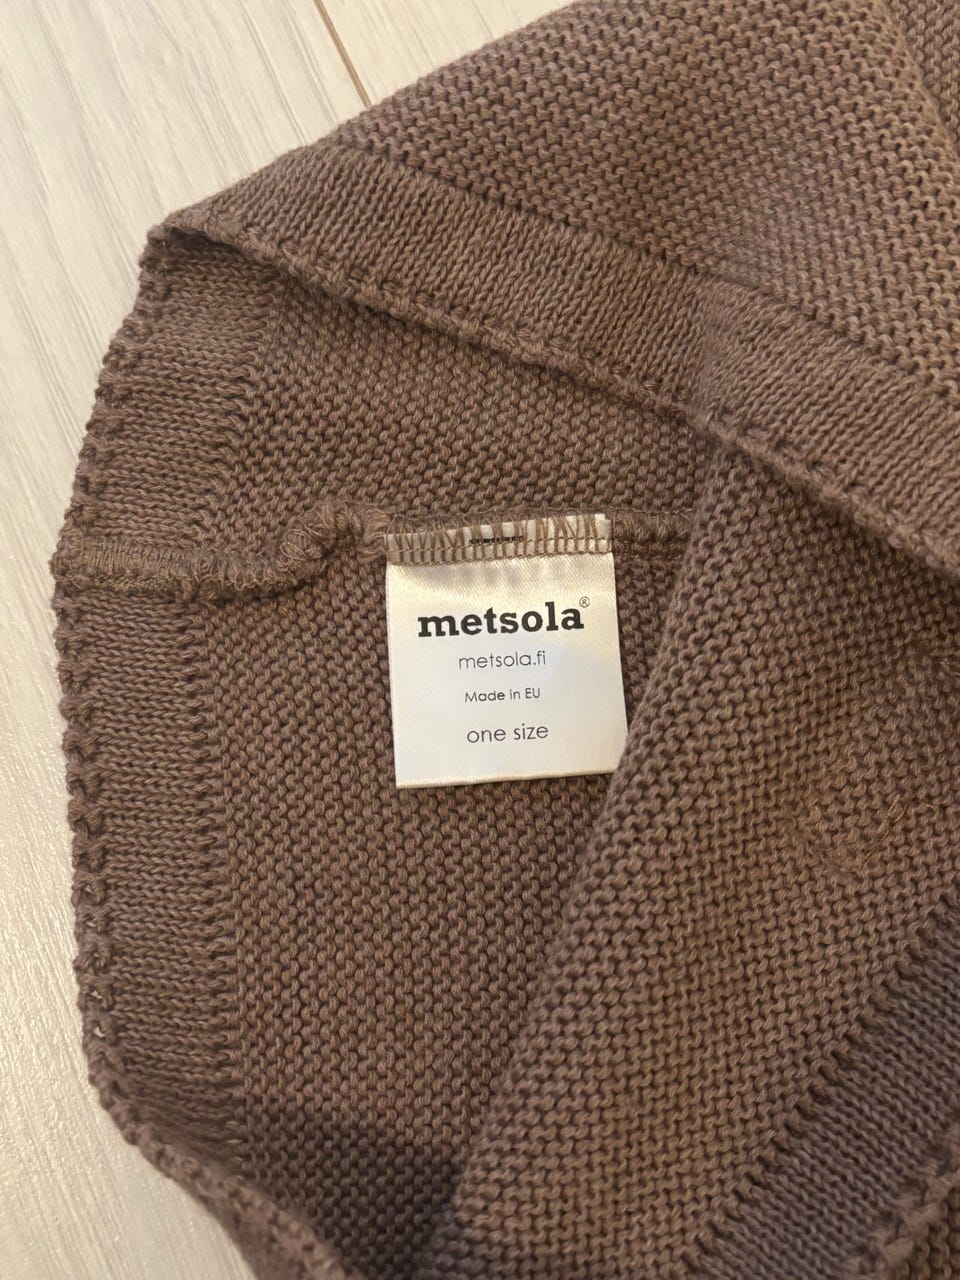 metsola®
metsola.fi
Made in EU
one size